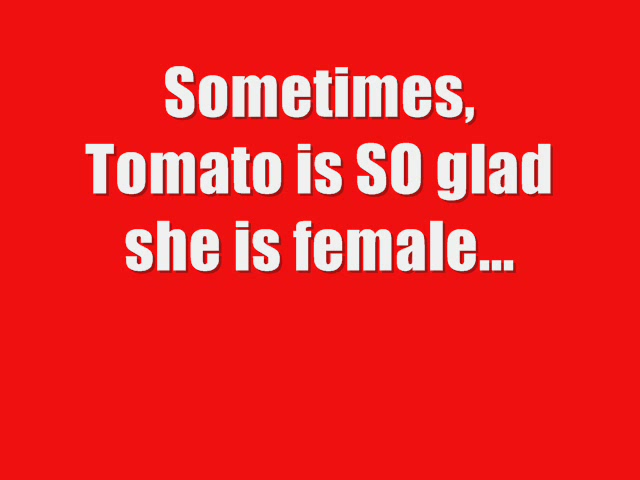 Sometimes,
Tomato is SO glad
she is female...